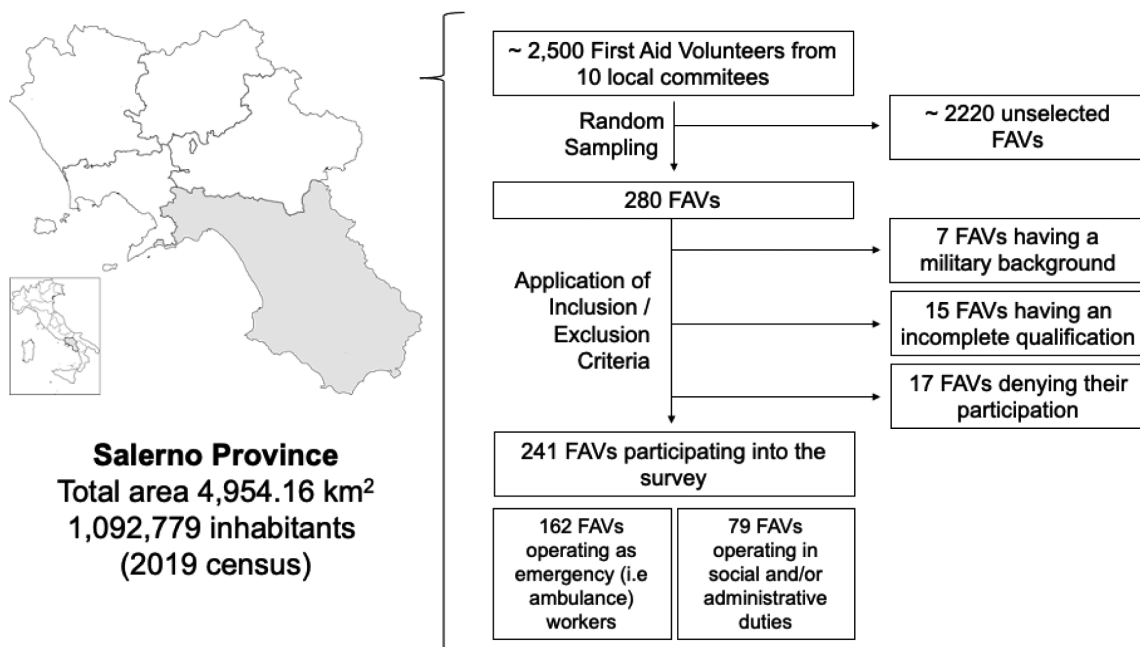 ~ 2,500 First Aid Volunteers from
10 local commitees
Random
Sampling
~ 2220 unselected
FAVs
280 FAVs
7 FAVs having a
military background
Application of
Inclusion /
Exclusion
Criteria
15 FAVs having an
incomplete qualification
17 FAVs denying their
participation
241 FAVs participating into the
survey
162 FAVs
operating as
emergency (i.e
ambulance)
workers
79 FAVs
operating in
social and/or
administrative
duties
Salerno Province
Total area 4,954.16 km²
1,092,779 inhabitants
(2019 census)